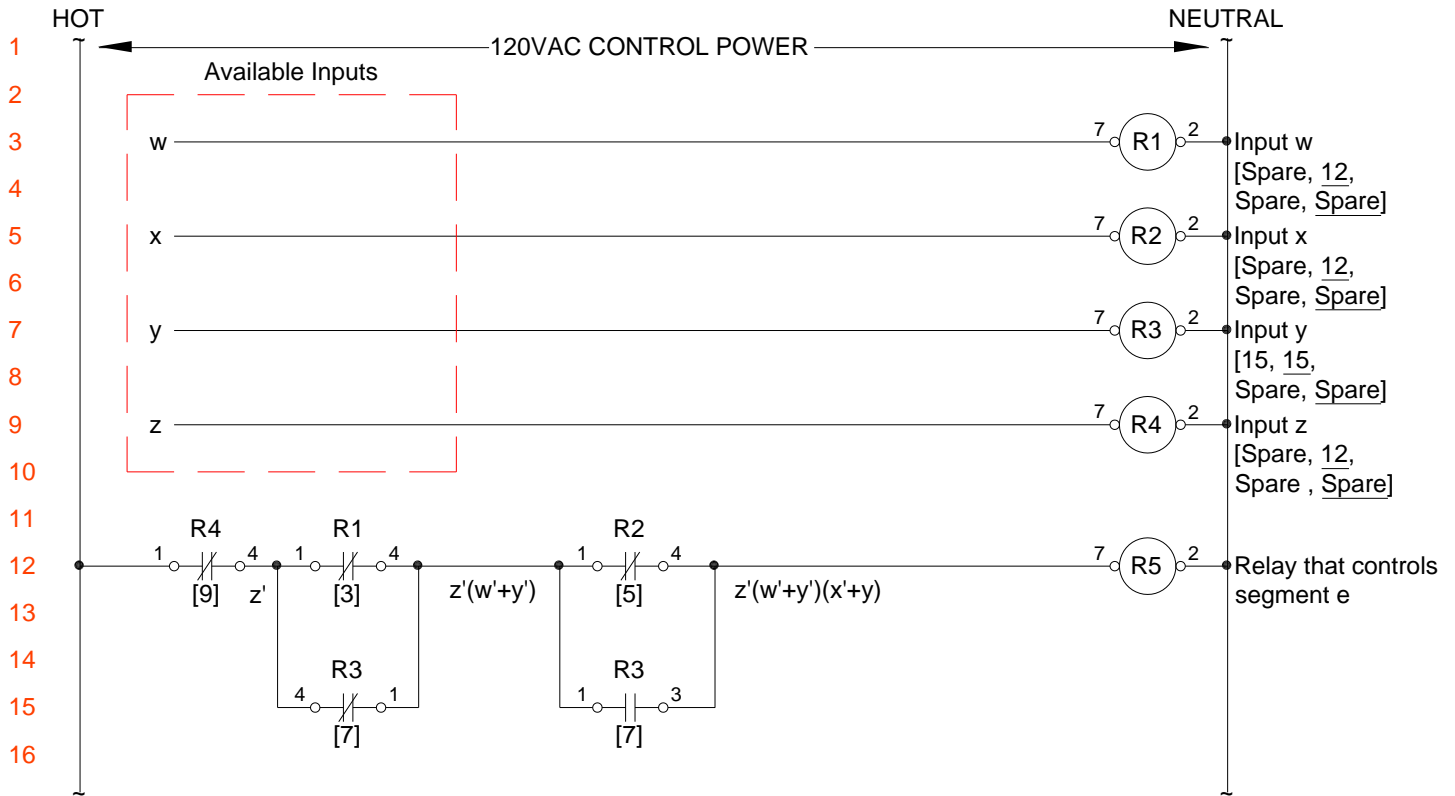 HOT
NEUTRAL
1
120VAC CONTROL POWER
Available Inputs
2
3
w
7
R1
2
Input w
4
[Spare, 12,
Spare, Spare]
5
x
7
R2
2
Input x
6
[Spare, 12,
Spare, Spare]
7
y
7
R3
2
Input y
8
[15, 15,
Spare, Spare]
9
z
7
R4
2
Input z
10
[Spare, 12,
Spare , Spare]
11
R4
R1
R2
12
1
4
1
4
1
4
7
R5
2
Relay that controls
[9]
z'
[3]
z'(w'+y')
[5]
z'(w'+y')(x'+y)
segment e
13
14
R3
R3
15
4
1
1
3
[7]
[7]
16
~
~
~
~